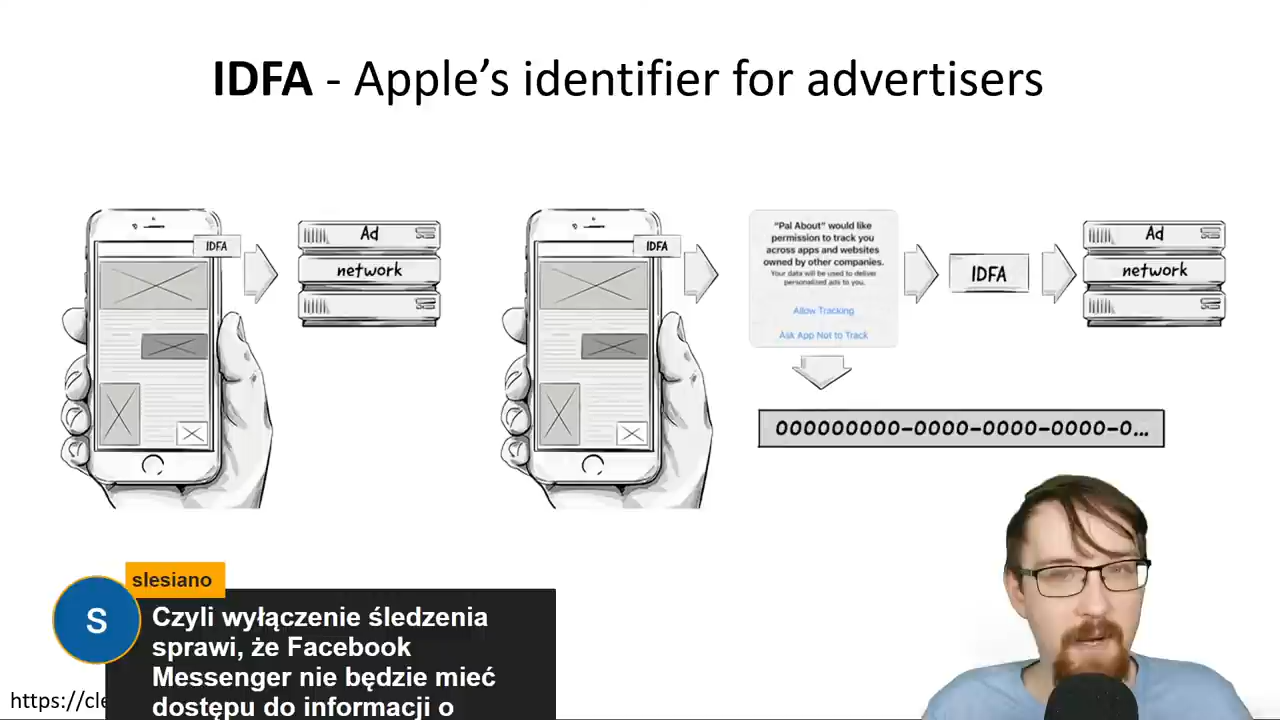 IDFA - Apple's identifier for advertisers
IDFA
Ad
network
IDFA
"Pal About" would like
permission to track you
across apps and websites
owned by other companies.
Your data will be used to deliver
personalized ads to you.
Allow Tracking
Ask App Not to Track
IDFA
Ad
network
000000000-0000-0000-0000-0...
slesiano
S
Czyli wyłączenie śledzenia
sprawi, że Facebook
Messenger nie będzie mieć
dostępu do informacji o
https://cle